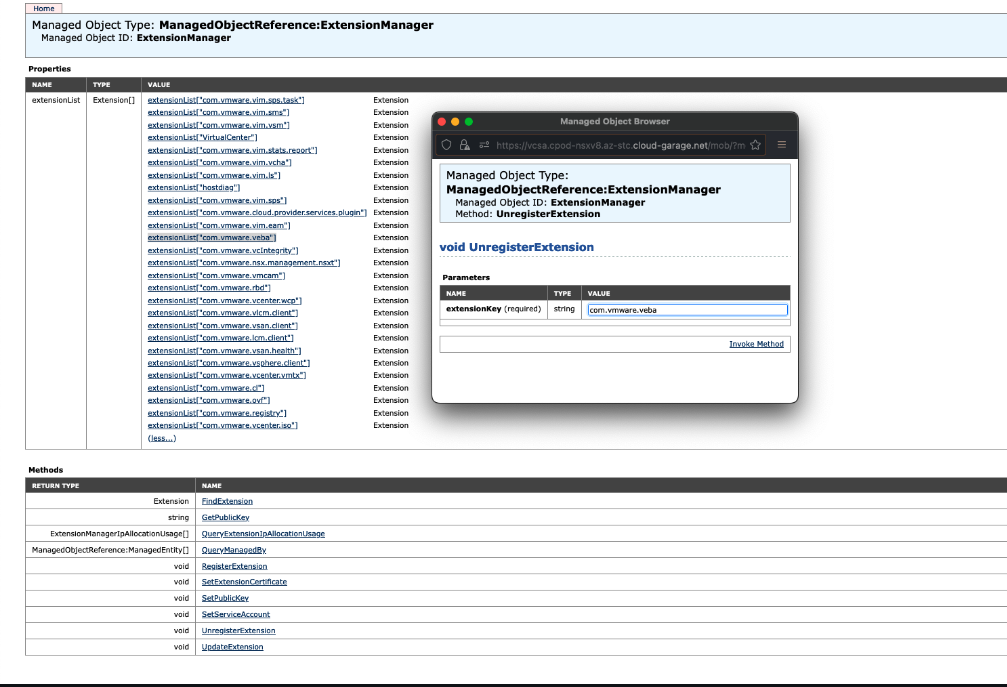 Home
Managed Object Type: ManagedObjectReference:ExtensionManager
Managed Object ID: ExtensionManager
Properties
NAME TYPE VALUE
extensionList Extension[] extensionList["com.vmware.vim.sps.task"] Extension
extensionList["com.vmware.vim.sms"] Extension
extensionList["com.vmware.vim.vsm"] Extension
extensionList["VirtualCenter"] Extension
extensionList["com.vmware.vim.stats.report"] Extension
extensionList["com.vmware.vim.vcha"] Extension
extensionList["com.vmware.vim.ls"] Extension
extensionList["hostdiag"] Extension
extensionList["com.vmware.vim.sps"] Extension
extensionList["com.vmware.cloud.provider.services.plugin"] Extension
extensionList["com.vmware.vim.eam"] Extension
extensionList["com.vmware.veba"] Extension
extensionList["com.vmware.vcIntegrity"] Extension
extensionList["com.vmware.nsx.management.nsxt"] Extension
extensionList["com.vmware.vmcam"] Extension
extensionList["com.vmware.rbd"] Extension
extensionList["com.vmware.vcenter.wcp"] Extension
extensionList["com.vmware.vlcm.client"] Extension
extensionList["com.vmware.vsan.client"] Extension
extensionList["com.vmware.lcm.client"] Extension
extensionList["com.vmware.vsan.health"] Extension
extensionList["com.vmware.vsphere.client"] Extension
extensionList["com.vmware.vcenter.vmtx"] Extension
extensionList["com.vmware.cl"] Extension
extensionList["com.vmware.ovf"] Extension
extensionList["com.vmware.registry"] Extension
extensionList["com.vmware.vcenter.iso"] Extension
(less...)
Managed Object Browser
https://vcsa.cpod-nsxv8.az-stc.cloud-garage.net/mob/?m
Managed Object Type:
ManagedObjectReference:ExtensionManager
Managed Object ID: ExtensionManager
Method: UnregisterExtension
void UnregisterExtension
Parameters
NAME TYPE VALUE
extensionKey (required) string com.vmware.veba
Invoke Method
Methods
RETURN TYPE NAME
Extension FindExtension
string GetPublicKey
ExtensionManagerIpAllocationUsage[] QueryExtensionIpAllocationUsage
ManagedObjectReference:ManagedEntity[] QueryManagedBy
void RegisterExtension
void SetExtensionCertificate
void SetPublicKey
void SetServiceAccount
void UnregisterExtension
void UpdateExtension